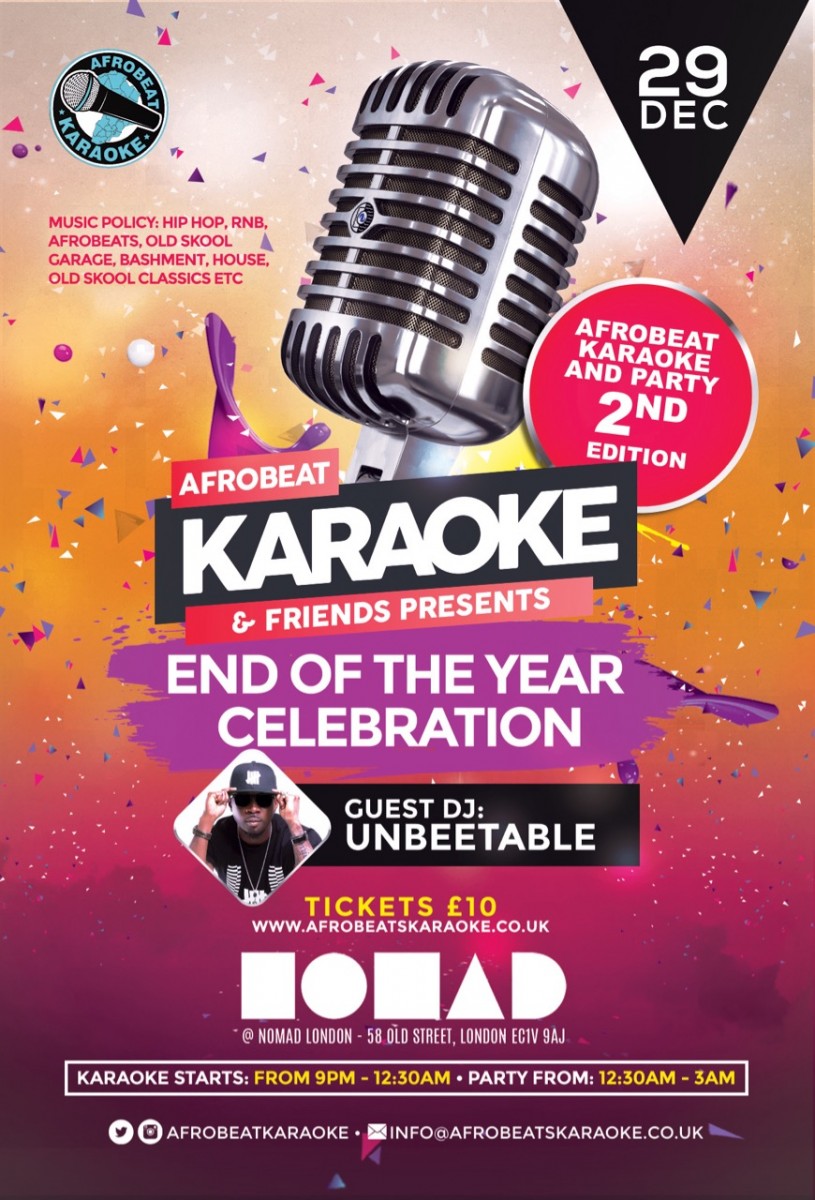 AFROBEAT
KARAOKE
29
DEC
MUSIC POLICY: HIP HOP, RNB,
AFROBEATS, OLD SKOOL
GARAGE, BASHMENT, HOUSE,
OLD SKOOL CLASSICS ETC
AFROBEAT
KARAOKE
AND PARTY
2ND
EDITION
AFROBEAT
KARAOKE
& FRIENDS PRESENTS
END OF THE YEAR
CELEBRATION
GUEST DJ:
UNBEETABLE
TICKETS £10
WWW.AFROBEATSKARAOKE.CO.UK
NOMAD
@ NOMAD LONDON - 58 OLD STREET, LONDON EC1V 9AJ
KARAOKE STARTS: FROM 9PM - 12:30AM • PARTY FROM: 12:30AM - 3AM
AFROBEATKARAOKE • INFO@AFROBEATSKARAOKE.CO.UK